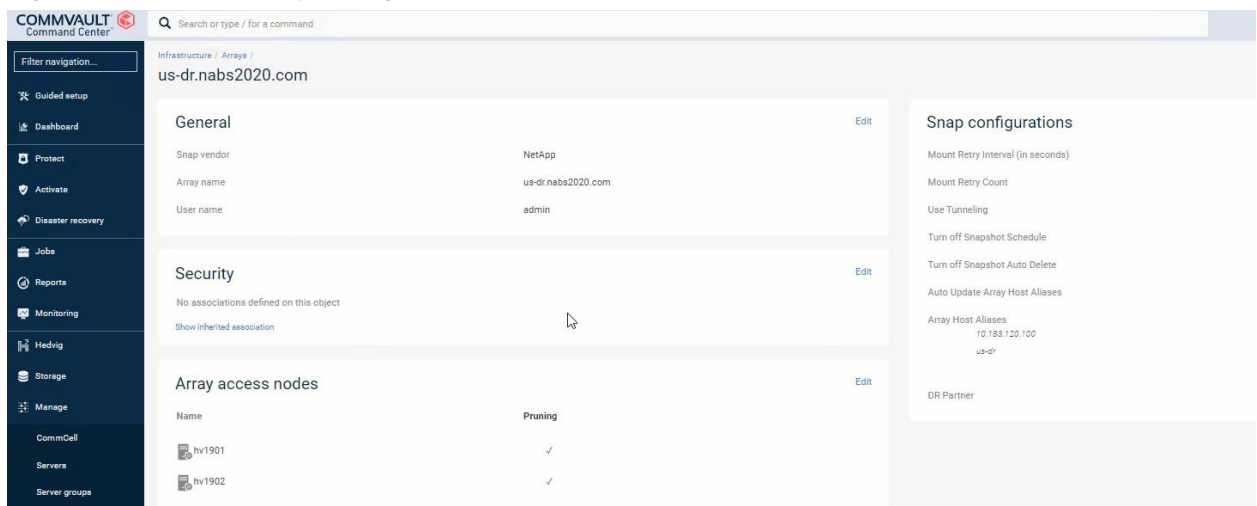 COMMVAULT
Command Center
Search or type / for a command
Filter navigation...
Guided setup
Dashboard
Protect
Activate
Disaster recovery
Jobs
Reports
Monitoring
Hedvig
Storage
Manage
CommCell
Servers
Server groups
Infrastructure / Arrays /
us-dr.nabs2020.com
General
Edit
Snap vendor NetApp
Array name us-dr.nabs2020.com
User name admin
Security
Edit
No associations defined on this object
Show inherited association
Array access nodes
Edit
Name Pruning
hv1901 ✓
hv1902 ✓
Snap configurations
Mount Retry Interval (in seconds)
Mount Retry Count
Use Tunneling
Turn off Snapshot Schedule
Turn off Snapshot Auto Delete
Auto Update Array Host Aliases
Array Host Aliases
10.183.120.100
us-dr
DR Partner